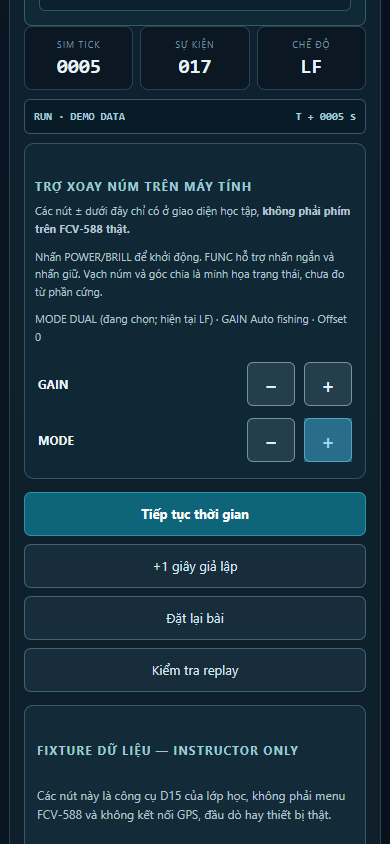 SIM TICK
0005
SỰ KIỆN
017
CHẾ ĐỘ
LF
RUN · DEMO DATA
T + 0005 s
TRỢ XOAY NÚM TRÊN MÁY TÍNH
Các nút ± dưới đây chỉ có ở giao diện học tập, không phải phím
trên FCV-588 thật.
Nhấn POWER/BRILL để khởi động. FUNC hỗ trợ nhấn ngắn và
nhấn giữ. Vạch núm và góc chia là minh họa trạng thái, chưa đo
từ phần cứng.
MODE DUAL (đang chọn; hiện tại LF) · GAIN Auto fishing · Offset
0
GAIN
−
+
MODE
−
+
Tiếp tục thời gian
+1 giây giả lập
Đặt lại bài
Kiểm tra replay
FIXTURE DỮ LIỆU — INSTRUCTOR ONLY
Các nút này là công cụ D15 của lớp học, không phải menu
FCV-588 và không kết nối GPS, đầu dò hay thiết bị thật.